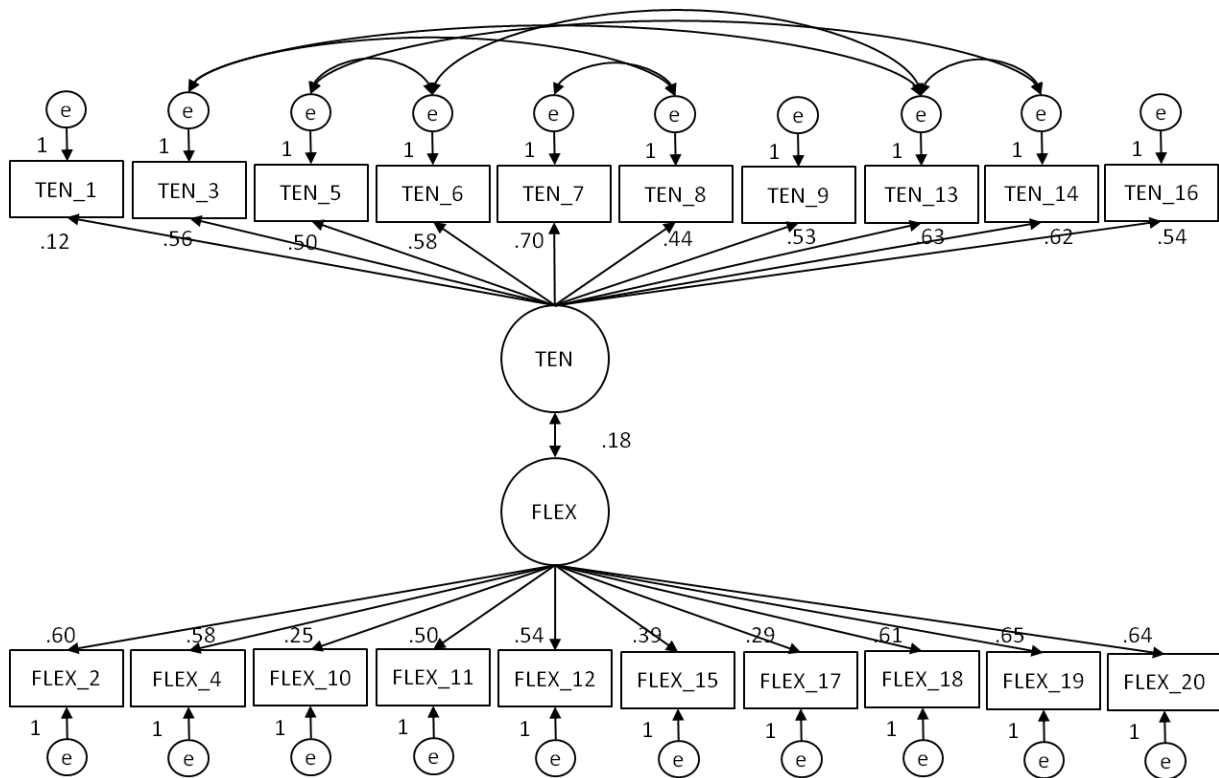 e e e e e e e e e e
1 1 1 1 1 1 1 1 1 1
TEN_1 TEN_3 TEN_5 TEN_6 TEN_7 TEN_8 TEN_9 TEN_13 TEN_14 TEN_16
.12 .56 .50 .58 .70 .44 .53 .63 .62 .54
TEN
.18
FLEX
.60 .58 .25 .50 .54 .39 .29 .61 .65 .64
FLEX_2 FLEX_4 FLEX_10 FLEX_11 FLEX_12 FLEX_15 FLEX_17 FLEX_18 FLEX_19 FLEX_20
1 1 1 1 1 1 1 1 1 1
e e e e e e e e e e